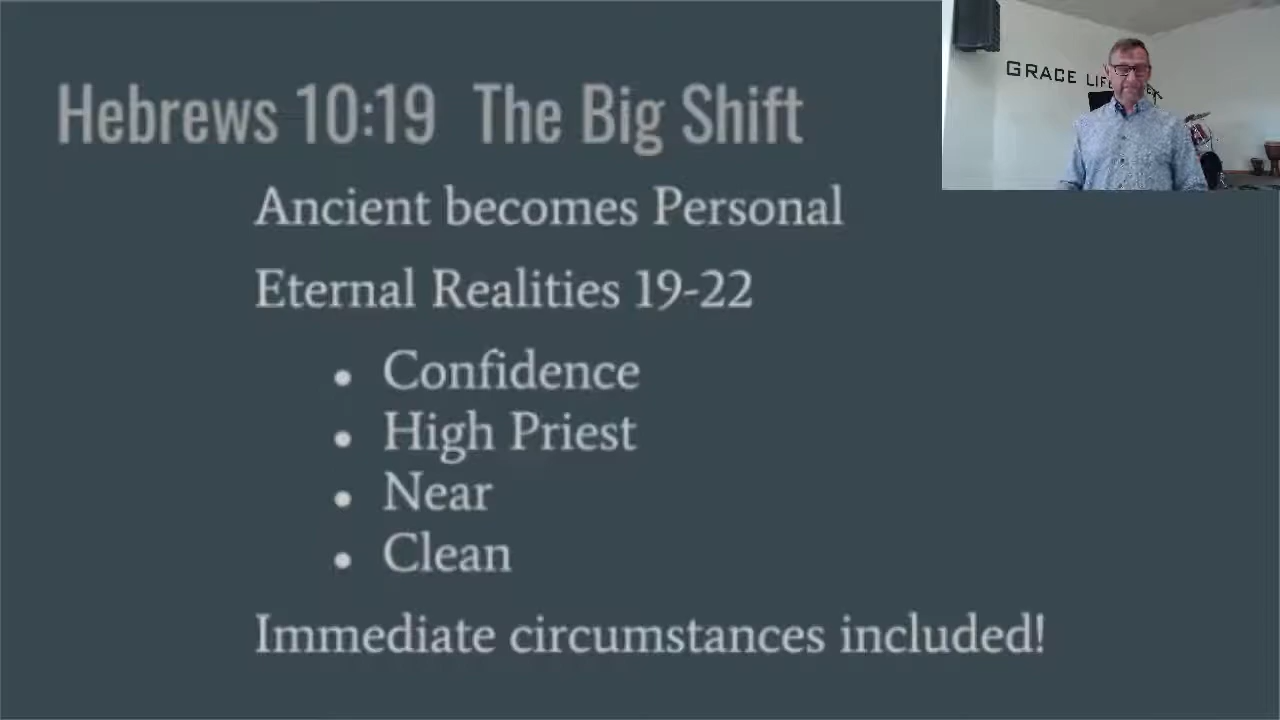 Hebrews 10:19 The Big Shift
Ancient becomes Personal
Eternal Realities 19-22
• Confidence
• High Priest
• Near
• Clean
Immediate circumstances included!
GRACE